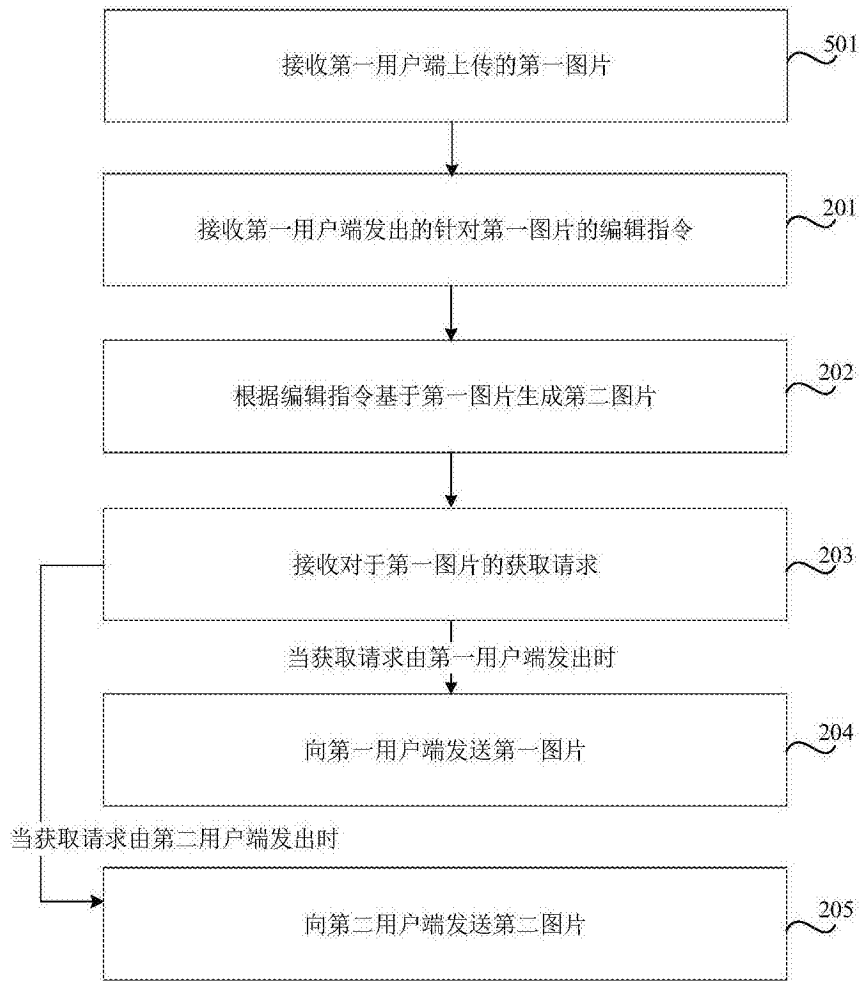 接收第一用户端上传的第一图片
501
接收第一用户端发出的针对第一图片的编辑指令
201
根据编辑指令基于第一图片生成第二图片
202
接收对于第一图片的获取请求
203
当获取请求由第一用户端发出时
向第一用户端发送第一图片
204
当获取请求由第二用户端发出时
向第二用户端发送第二图片
205